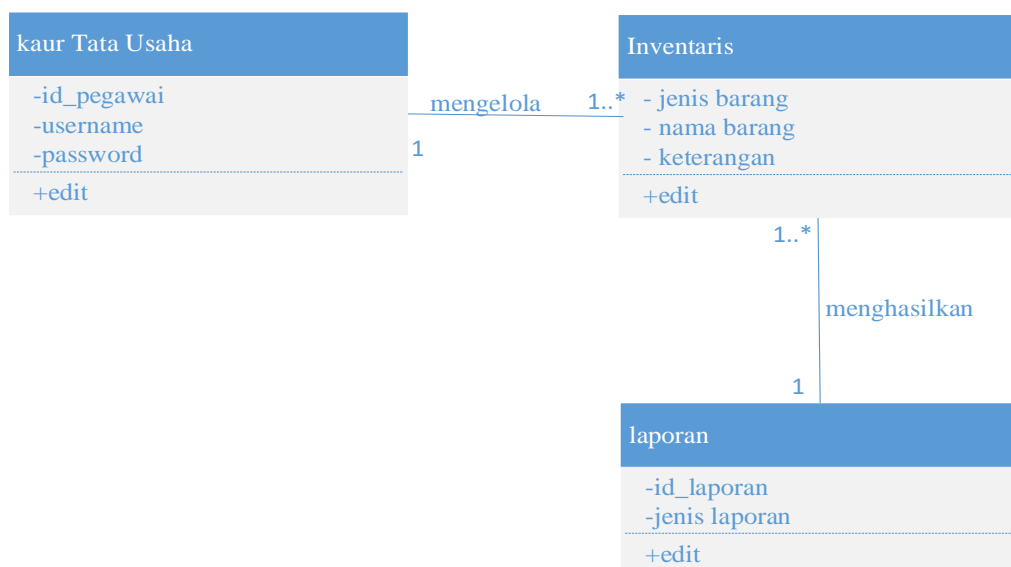 kaur Tata Usaha
-id_pegawai
-username
-password
+edit
mengelola
1
1..*
Inventaris
- jenis barang
- nama barang
- keterangan
+edit
1..*
menghasilkan
1
laporan
-id_laporan
-jenis laporan
+edit